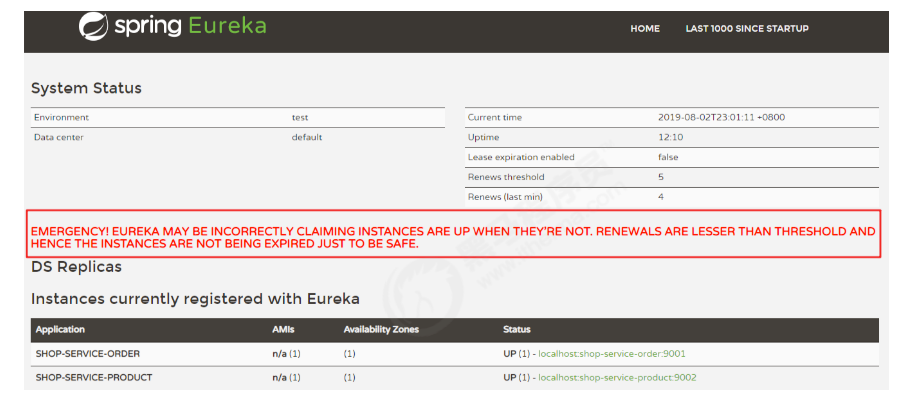 spring Eureka
HOME LAST 1000 SINCE STARTUP
System Status
Environment test
Data center default
Current time 2019-08-02T23:01:11 +0800
Uptime 12:10
Lease expiration enabled false
Renews threshold 5
Renews (last min) 4
EMERGENCY! EUREKA MAY BE INCORRECTLY CLAIMING INSTANCES ARE UP WHEN THEY'RE NOT. RENEWALS ARE LESSER THAN THRESHOLD AND
HENCE THE INSTANCES ARE NOT BEING EXPIRED JUST TO BE SAFE.
DS Replicas
Instances currently registered with Eureka
Application AMIs Availability Zones Status
SHOP-SERVICE-ORDER n/a (1) (1) UP (1) - localhost:shop-service-order:9001
SHOP-SERVICE-PRODUCT n/a (1) (1) UP (1) - localhost:shop-service-product:9002